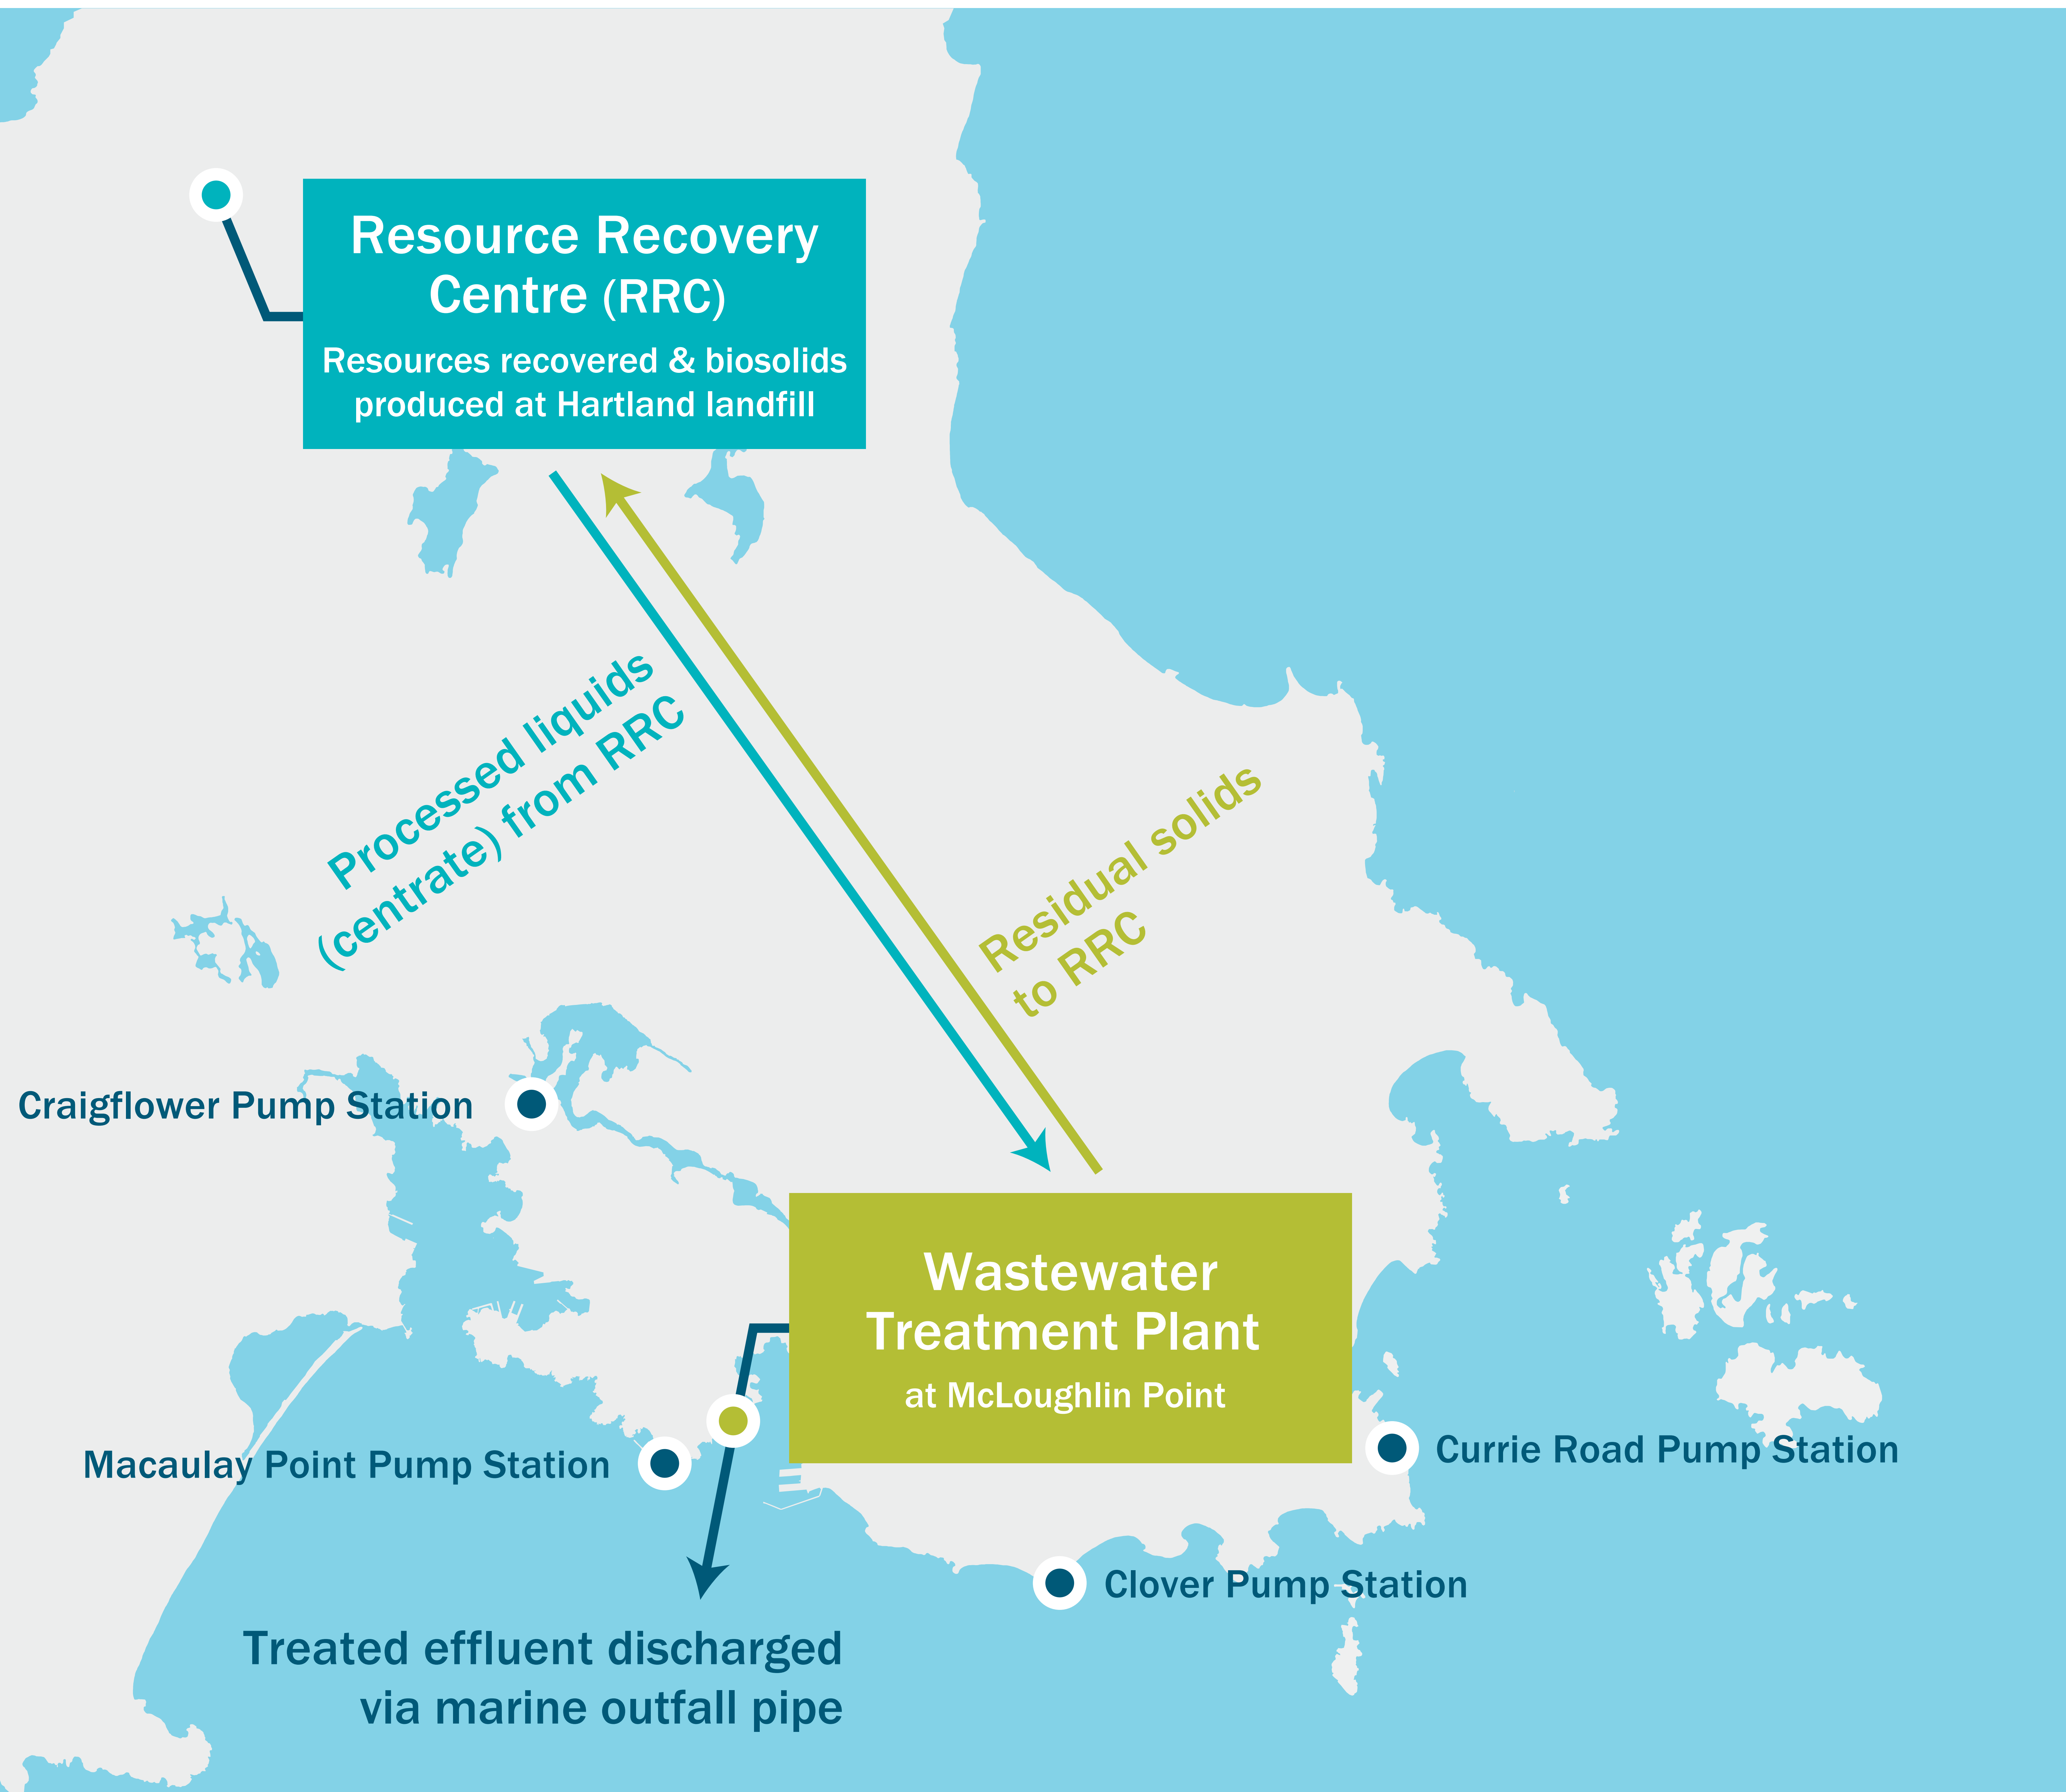 Resource Recovery
Centre (RRC)
Resources recovered & biosolids
produced at Hartland landfill
Processed liquids
(centrate) from RRC
Residual solids
to RRC
Craigflower Pump Station
Wastewater
Treatment Plant
at McLoughlin Point
Macaulay Point Pump Station
Currie Road Pump Station
Clover Pump Station
Treated effluent discharged
via marine outfall pipe